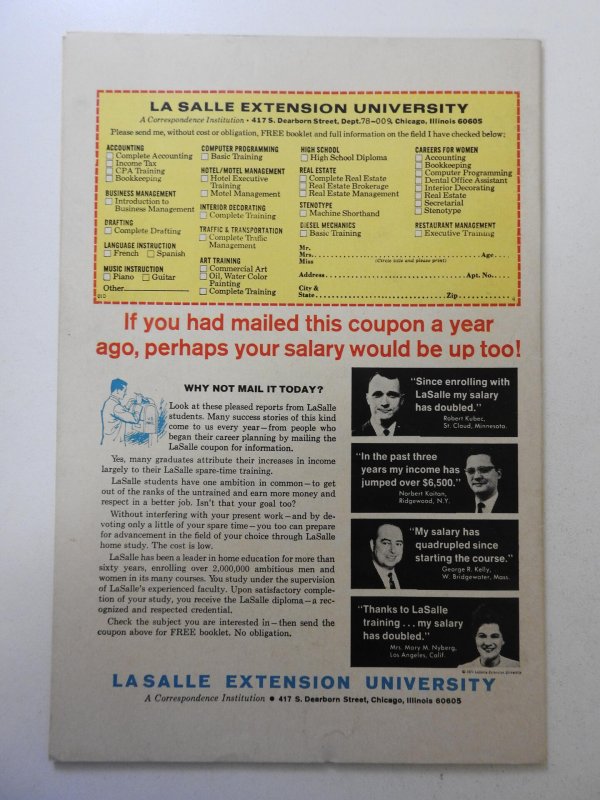 LA SALLE EXTENSION UNIVERSITY
A Correspondence Institution • 417 S. Dearborn Street, Dept. 78-009, Chicago, Illinois 60605
Please send me, without cost or obligation, FREE booklet and full information on the field I have checked below:
ACCOUNTING
Complete Accounting
Income Tax
CPA Training
Bookkeeping
BUSINESS MANAGEMENT
Introduction to
Business Management
DRAFTING
Complete Drafting
LANGUAGE INSTRUCTION
French Spanish
MUSIC INSTRUCTION
Piano Guitar
Other
COMPUTER PROGRAMMING
Basic Training
HOTEL/MOTEL MANAGEMENT
Hotel Executive
Training
Motel Management
INTERIOR DECORATING
Complete Training
TRAFFIC & TRANSPORTATION
Complete Traffic
Management
ART TRAINING
Commercial Art
Oil, Water Color
Painting
Complete Training
HIGH SCHOOL
High School Diploma
REAL ESTATE
Complete Real Estate
Real Estate Brokerage
Real Estate Management
STENOTYPE
Machine Shorthand
DIESEL MECHANICS
Basic Training
CAREERS FOR WOMEN
Accounting
Bookkeeping
Computer Programming
Dental Office Assistant
Interior Decorating
Real Estate
Secretarial
Stenotype
RESTAURANT MANAGEMENT
Executive Training
Mr.
Mrs. Age
Miss (Circle size and please print)
Address Apt. No.
City &
State Zip
If you had mailed this coupon a year
ago, perhaps your salary would be up too!
WHY NOT MAIL IT TODAY?
Look at these pleased reports from LaSalle
students. Many success stories of this kind
come to us every year—from people who
began their career planning by mailing the
LaSalle coupon for information.
Yes, many graduates attribute their increases in income
largely to their LaSalle spare-time training.
LaSalle students have one ambition in common—to get
out of the ranks of the untrained and earn more money and
respect in a better job. Isn't that your goal too?
Without interfering with your present work—and by de-
voting only a little of your spare time—you too can prepare
for advancement in the field of your choice through LaSalle
home study. The cost is low.
LaSalle has been a leader in home education for more than
sixty years, enrolling over 2,000,000 ambitious men and
women in its many courses. You study under the supervision
of LaSalle's experienced faculty. Upon satisfactory comple-
tion of your study, you receive the LaSalle diploma—a rec-
ognized and respected credential.
Check the subject you are interested in—then send the
coupon above for FREE booklet. No obligation.
"Since enrolling with
LaSalle my salary
has doubled."
Robert Kubec,
St. Cloud, Minnesota.
"In the past three
years my income has
jumped over $6,500."
Norbert Kaitan,
Ridgewood, N.Y.
"My salary has
quadrupled since
starting the course."
George R. Kelly,
W. Bridgewater, Mass.
"Thanks to LaSalle
training . . . my salary
has doubled."
Mrs. Mary M. Nyberg,
Los Angeles, Calif.
LASALLE EXTENSION UNIVERSITY
A Correspondence Institution • 417 S. Dearborn Street, Chicago, Illinois 60605